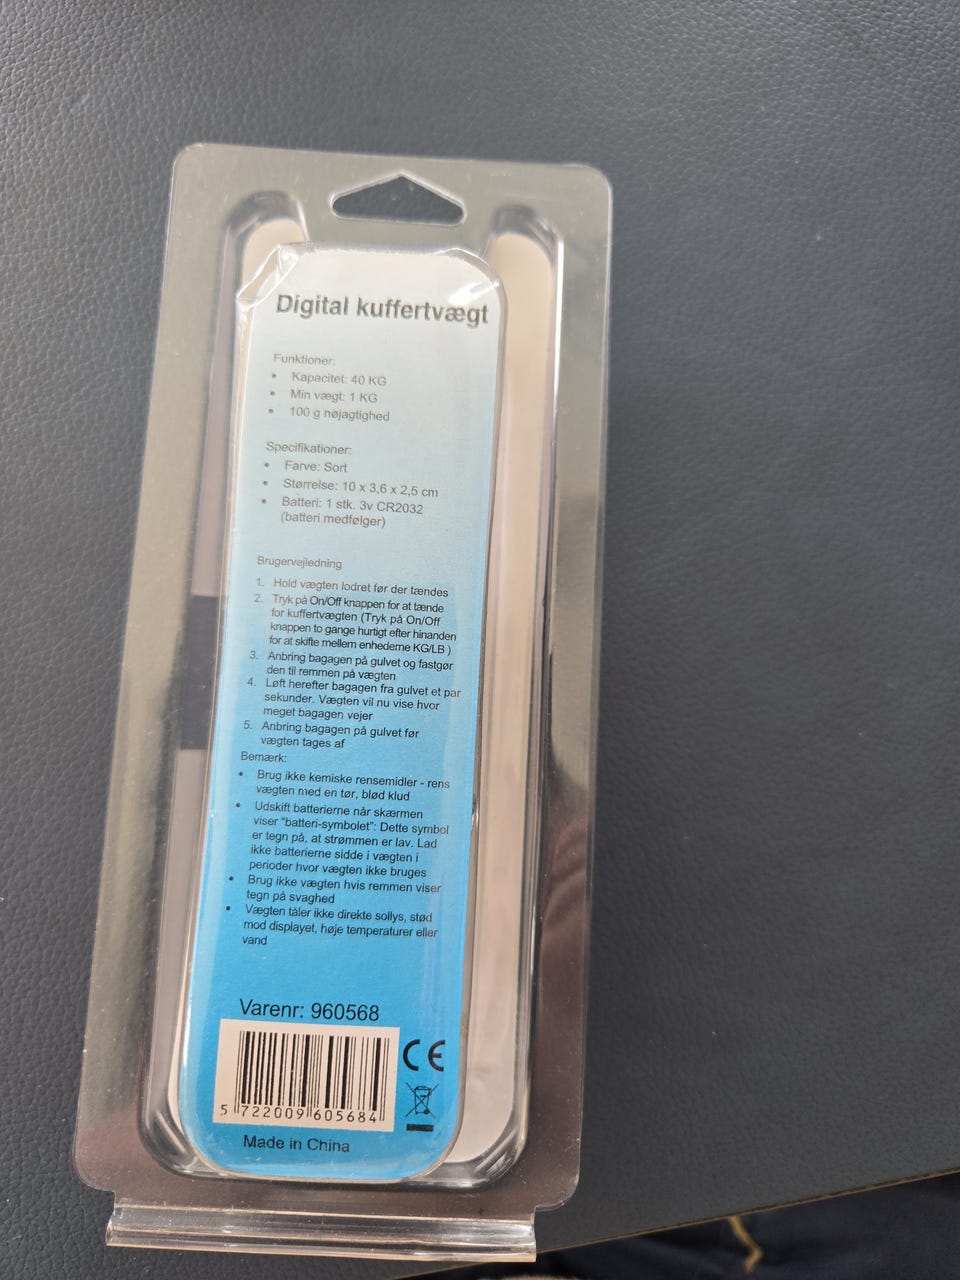 Digital kuffertvægt
Funktioner:
• Kapacitet: 40 KG
• Min vægt: 1 KG
• 100 g nøjagtighed
Specifikationer:
• Farve: Sort
• Størrelse: 10 x 3,6 x 2,5 cm
• Batteri: 1 stk. 3v CR2032
(batteri medfølger)
Brugervejledning
1. Hold vægten lodret før der tændes
2. Tryk på On/Off knappen for at tænde
for kuffertvægten (Tryk på On/Off
knappen to gange hurtigt efter hinanden
for at skifte mellem enhederne KG/LB )
3. Anbring bagagen på gulvet og fastgør
den til remmen på vægten
4. Løft herefter bagagen fra gulvet et par
sekunder. Vægten vil nu vise hvor
meget bagagen vejer
5. Anbring bagagen på gulvet før
vægten tages af
Bemærk:
• Brug ikke kemiske rensemidler - rens
vægten med en tør, blød klud
• Udskift batterierne når skærmen
viser "batteri-symbolet": Dette symbol
er tegn på, at strømmen er lav. Lad
ikke batterierne sidde i vægten i
perioder hvor vægten ikke bruges
• Brug ikke vægten hvis remmen viser
tegn på svaghed
• Vægten tåler ikke direkte sollys, stød
mod displayet, høje temperaturer eller
vand
Varenr: 960568
CE
5 722009 605684
Made in China